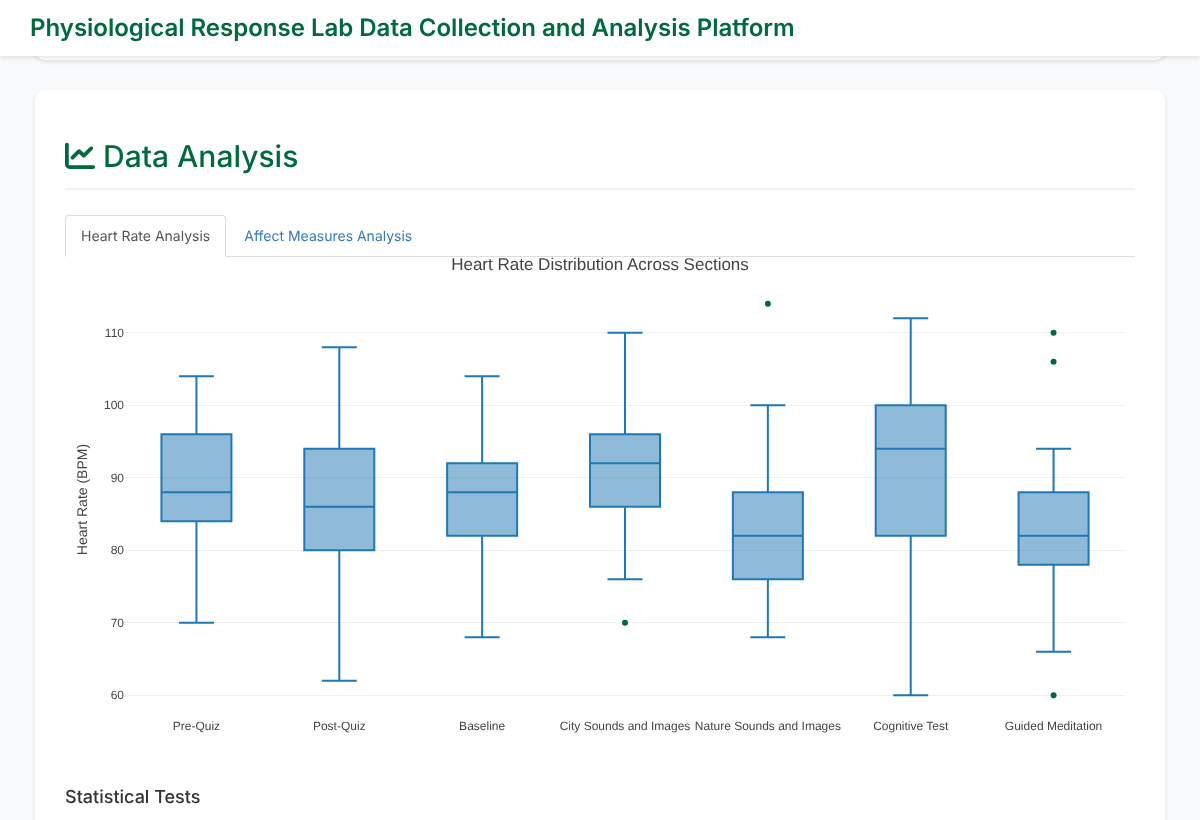 Physiological Response Lab Data Collection and Analysis Platform
Data Analysis
Heart Rate Analysis
Affect Measures Analysis
Heart Rate Distribution Across Sections
110
100
90
80
70
60
Heart Rate (BPM)
Pre-Quiz
Post-Quiz
Baseline
City Sounds and Images
Nature Sounds and Images
Cognitive Test
Guided Meditation
Statistical Tests